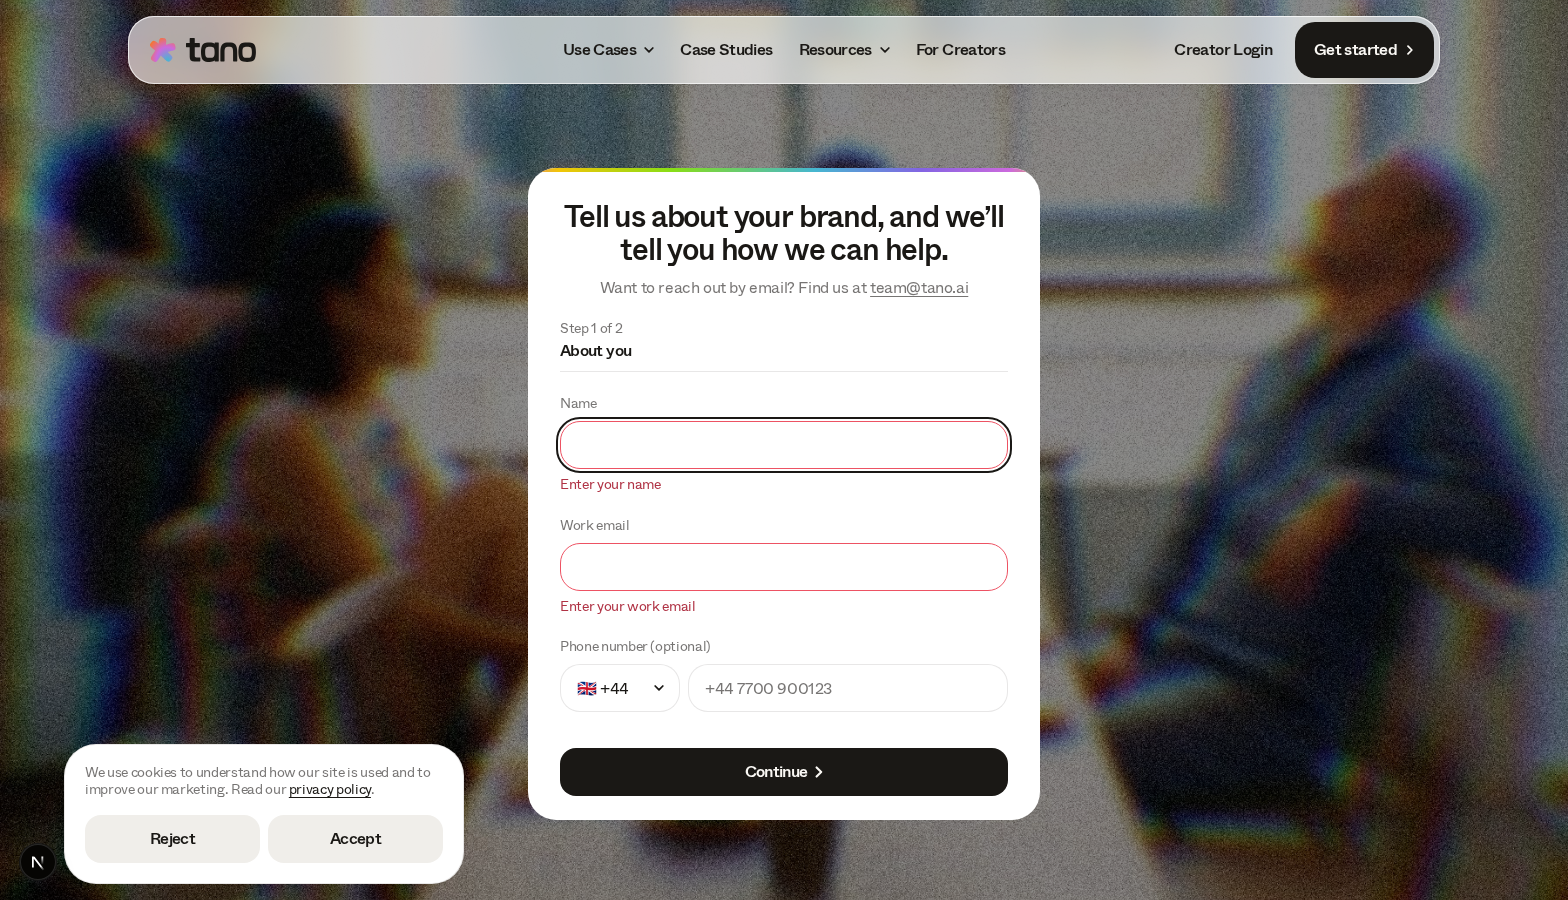 tano
Use Cases
Case Studies
Resources
For Creators
Creator Login
Get started
Tell us about your brand, and we’ll
tell you how we can help.
Want to reach out by email? Find us at team@tano.ai
Step 1 of 2
About you
Name
Enter your name
Work email
Enter your work email
Phone number (optional)
🇬🇧 +44
+44 7700 900123
Continue
We use cookies to understand how our site is used and to
improve our marketing. Read our privacy policy.
Reject
Accept
N